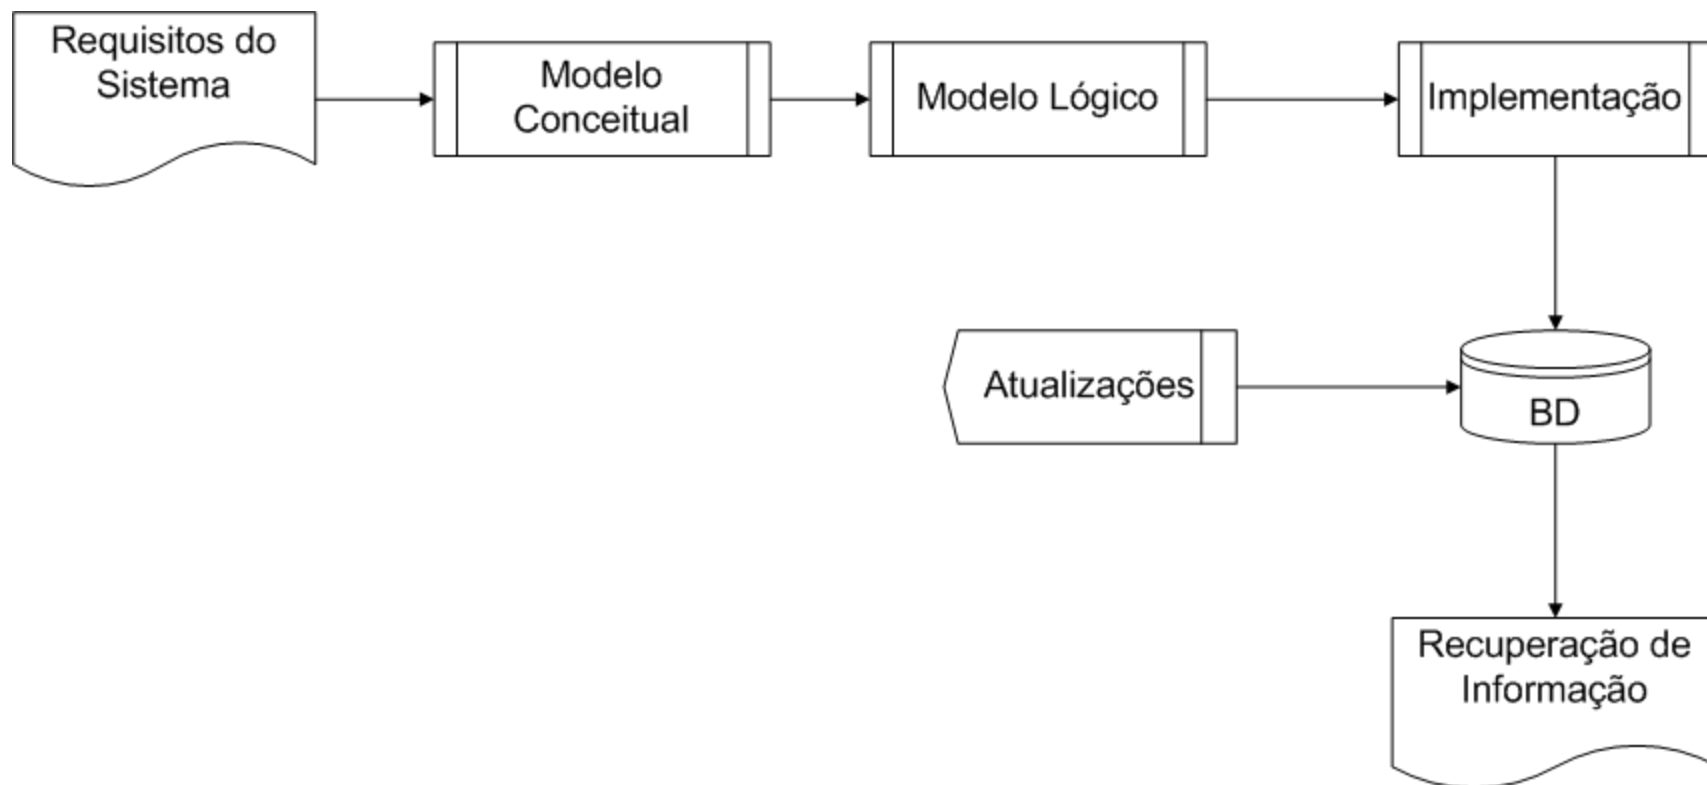 Requisitos do
Sistema
Modelo
Conceitual
Modelo Lógico
Implementação
Atualizações
BD
Recuperação de
Informação